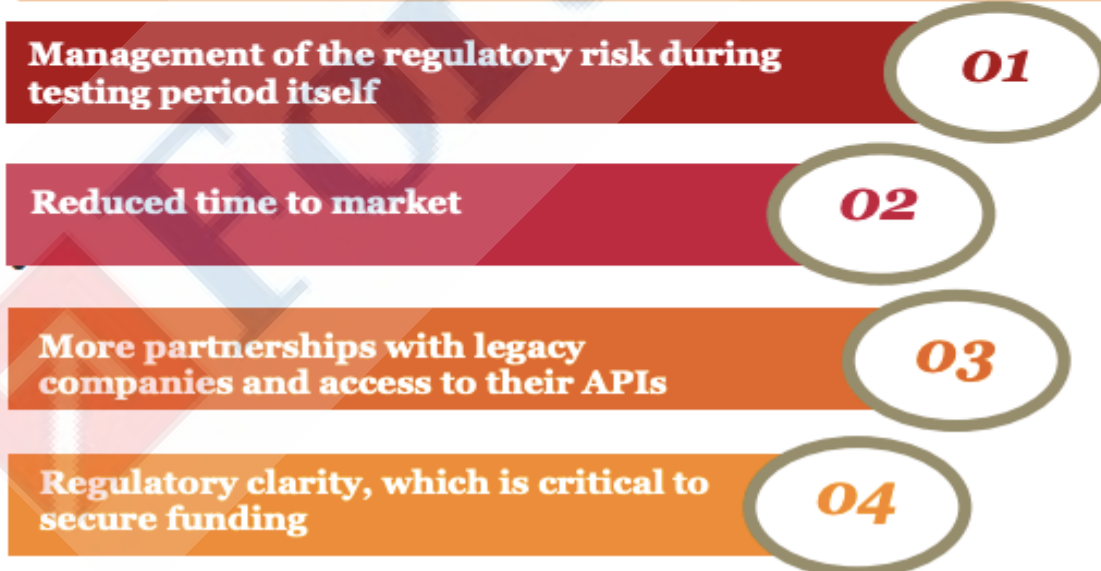 Management of the regulatory risk during
testing period itself
01
Reduced time to market
02
More partnerships with legacy
companies and access to their APIs
03
Regulatory clarity, which is critical to
secure funding
04